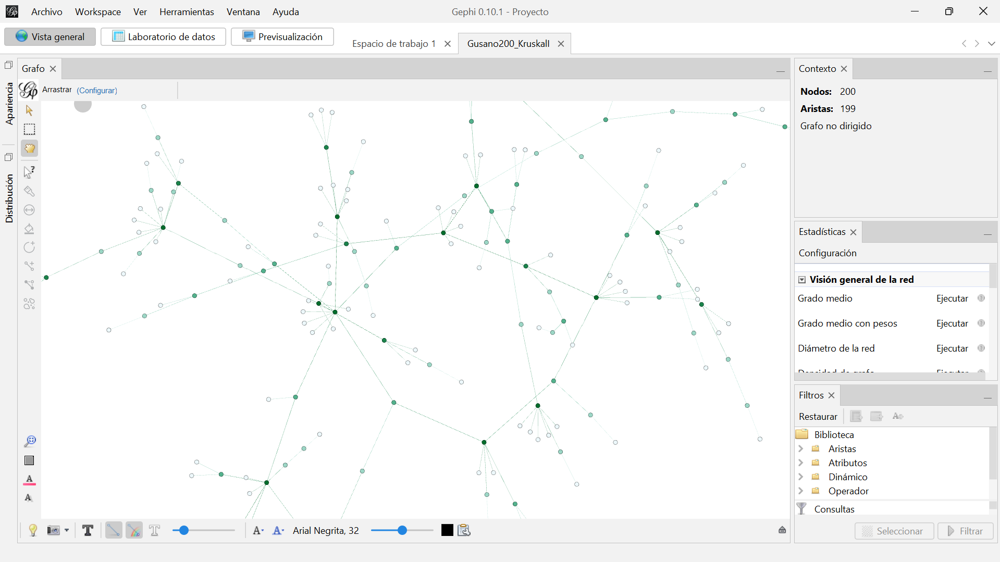 Archivo Workspace Ver Herramientas Ventana Ayuda
Gephi 0.10.1 - Proyecto
Vista general
Laboratorio de datos
Previsualización
Espacio de trabajo 1
Gusano200_Kruskall
Apariencia
Distribución
Grafo
Arrastrar (Configurar)
Arial Negrita, 32
Contexto
Nodos: 200
Aristas: 199
Grafo no dirigido
Estadísticas
Configuración
Visión general de la red
Grado medio Ejecutar
Grado medio con pesos Ejecutar
Diámetro de la red Ejecutar
Filtros
Restaurar
Biblioteca
Aristas
Atributos
Dinámico
Operador
Consultas
Seleccionar
Filtrar